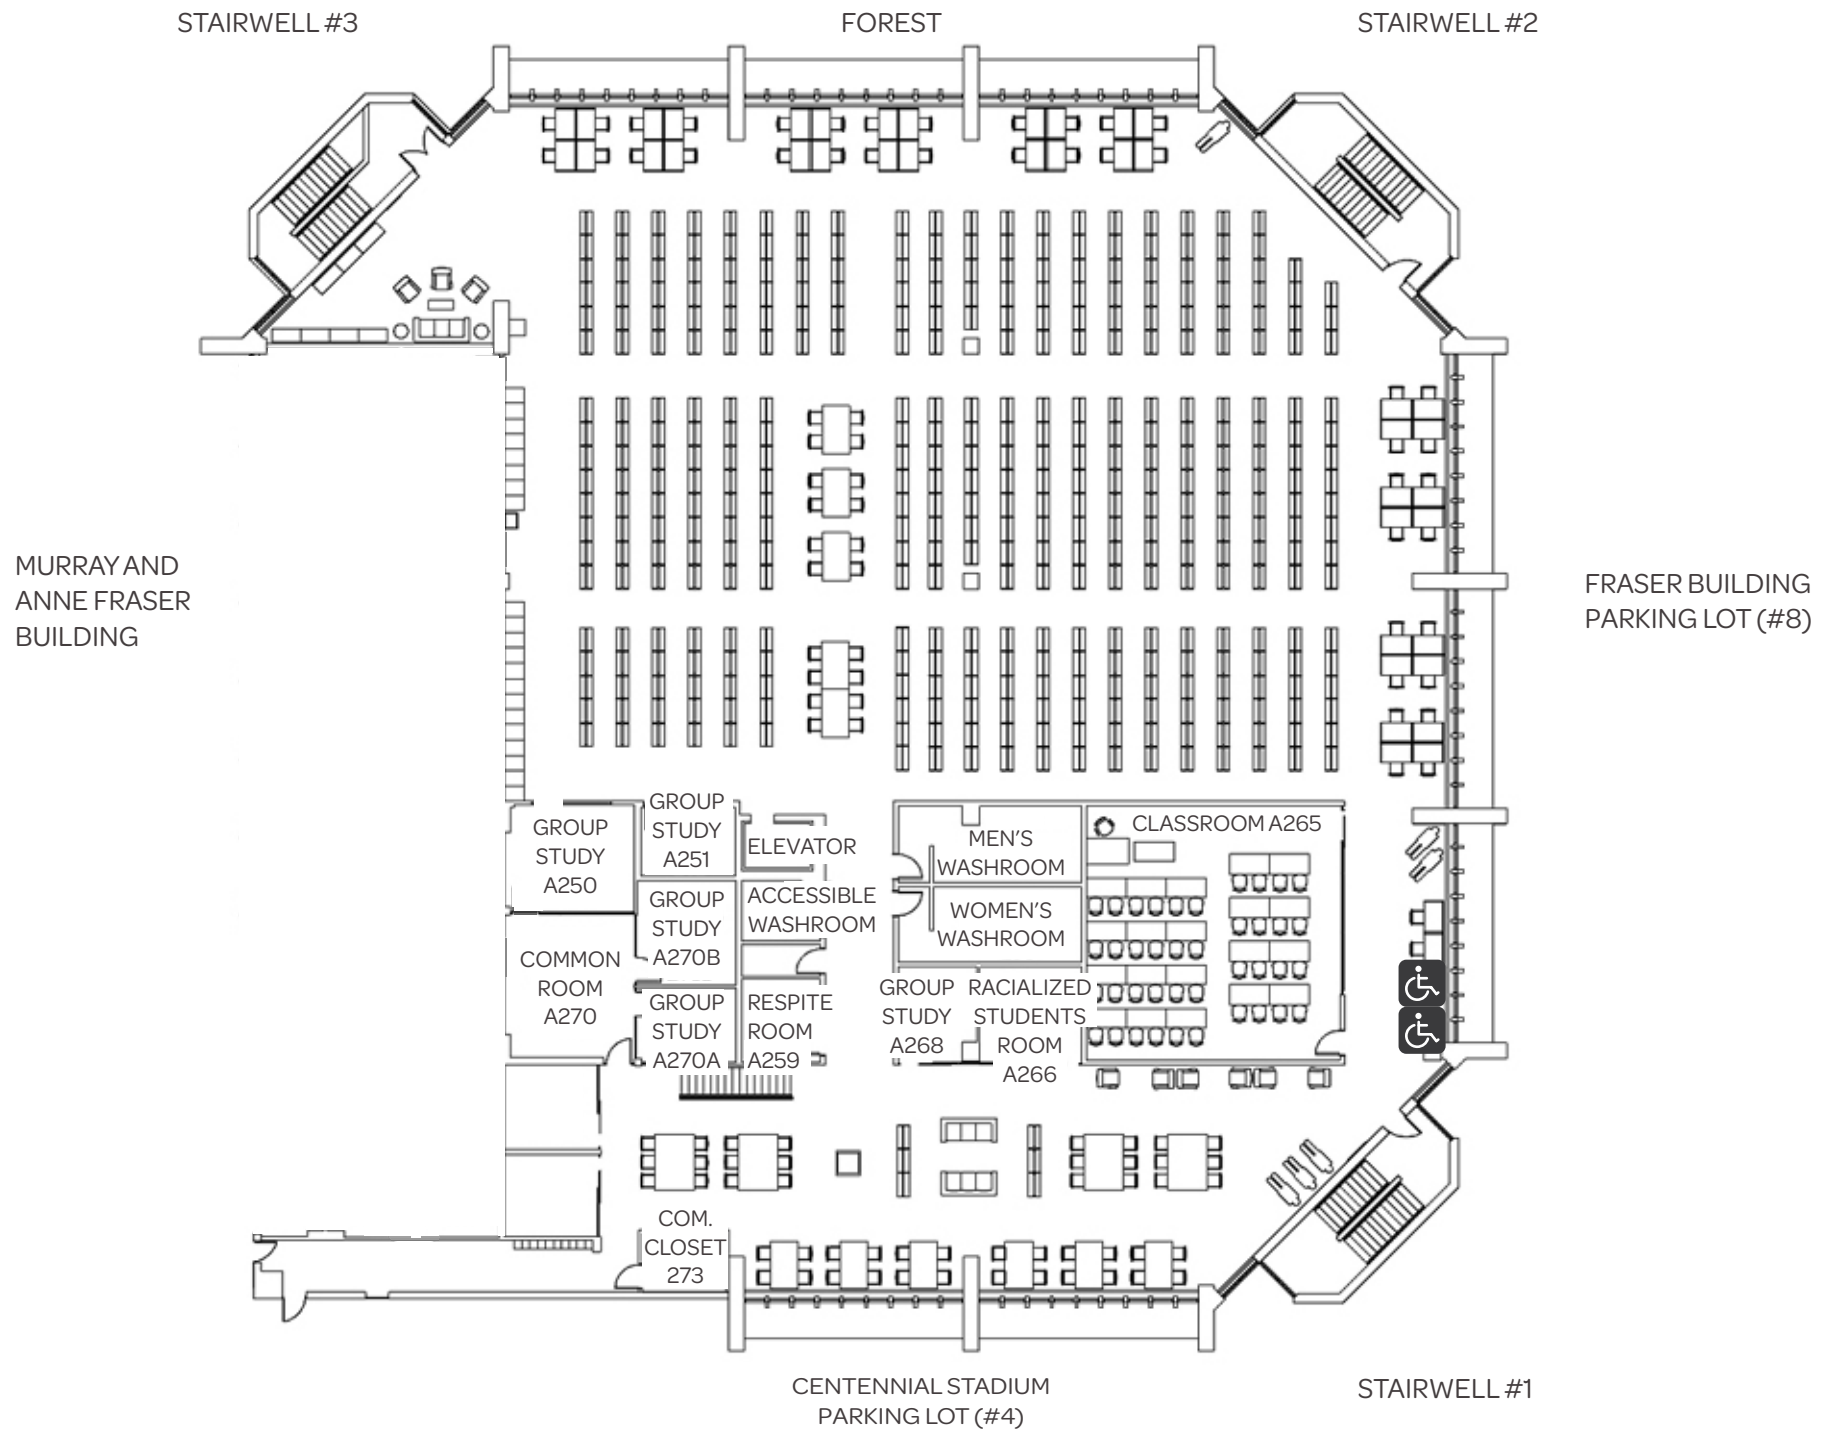 STAIRWELL #3
FOREST
STAIRWELL #2
MURRAY AND
ANNE FRASER
BUILDING
FRASER BUILDING
PARKING LOT (#8)
GROUP
STUDY
A250
GROUP
STUDY
A251
ELEVATOR
MEN'S
WASHROOM
CLASSROOM A265
GROUP
STUDY
A270B
ACCESSIBLE
WASHROOM
WOMEN'S
WASHROOM
COMMON
ROOM
A270
GROUP
STUDY
A270A
RESPITE
ROOM
A259
GROUP
STUDY
A268
RACIALIZED
STUDENTS
ROOM
A266
COM.
CLOSET
273
CENTENNIAL STADIUM
PARKING LOT (#4)
STAIRWELL #1